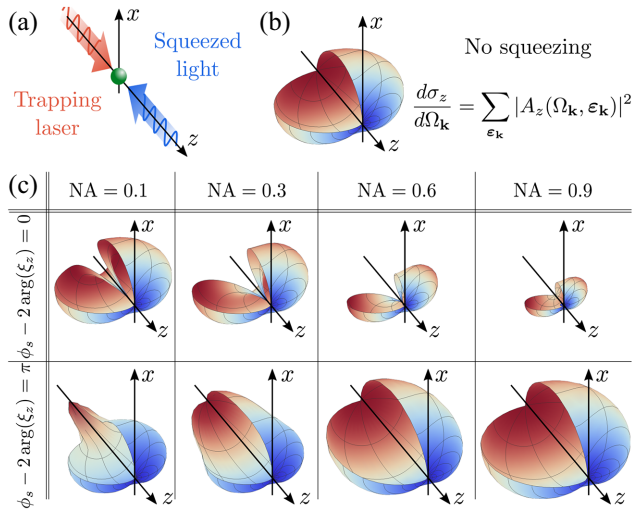 (a)
x
Squeezed
light
Trapping
laser
z
(b)
x
z
No squeezing
dσ_z/dΩ_𝐤 = ∑_{𝛆_𝐤} |A_z(Ω_𝐤, 𝛆_𝐤)|²
(c)
NA = 0.1
NA = 0.3
NA = 0.6
NA = 0.9
ϕ_s − 2 arg(ξ_z) = 0
x
z
x
z
x
z
x
z
ϕ_s − 2 arg(ξ_z) = π
x
z
x
z
x
z
x
z